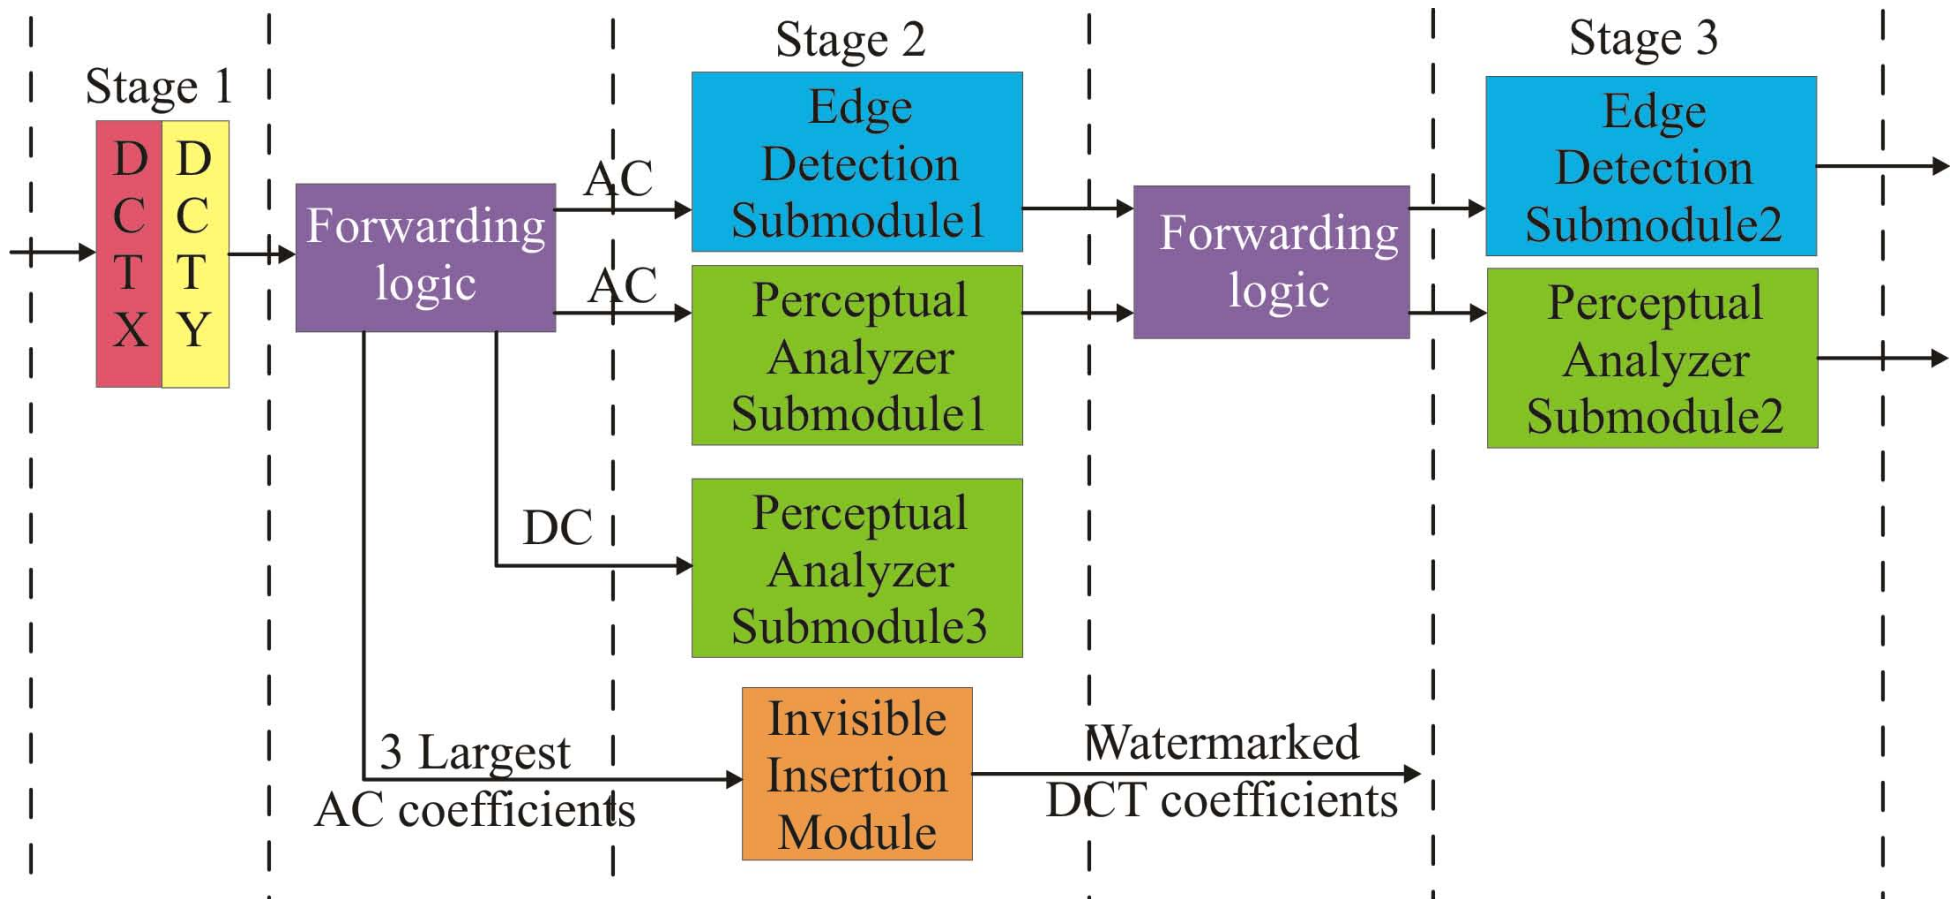 Stage 1
DCTX
DCTY
Forwarding
logic
AC
AC
DC
3 Largest
AC coefficients
Stage 2
Edge
Detection
Submodule1
Perceptual
Analyzer
Submodule1
Perceptual
Analyzer
Submodule3
Invisible
Insertion
Module
Forwarding
logic
Watermarked
DCT coefficients
Stage 3
Edge
Detection
Submodule2
Perceptual
Analyzer
Submodule2